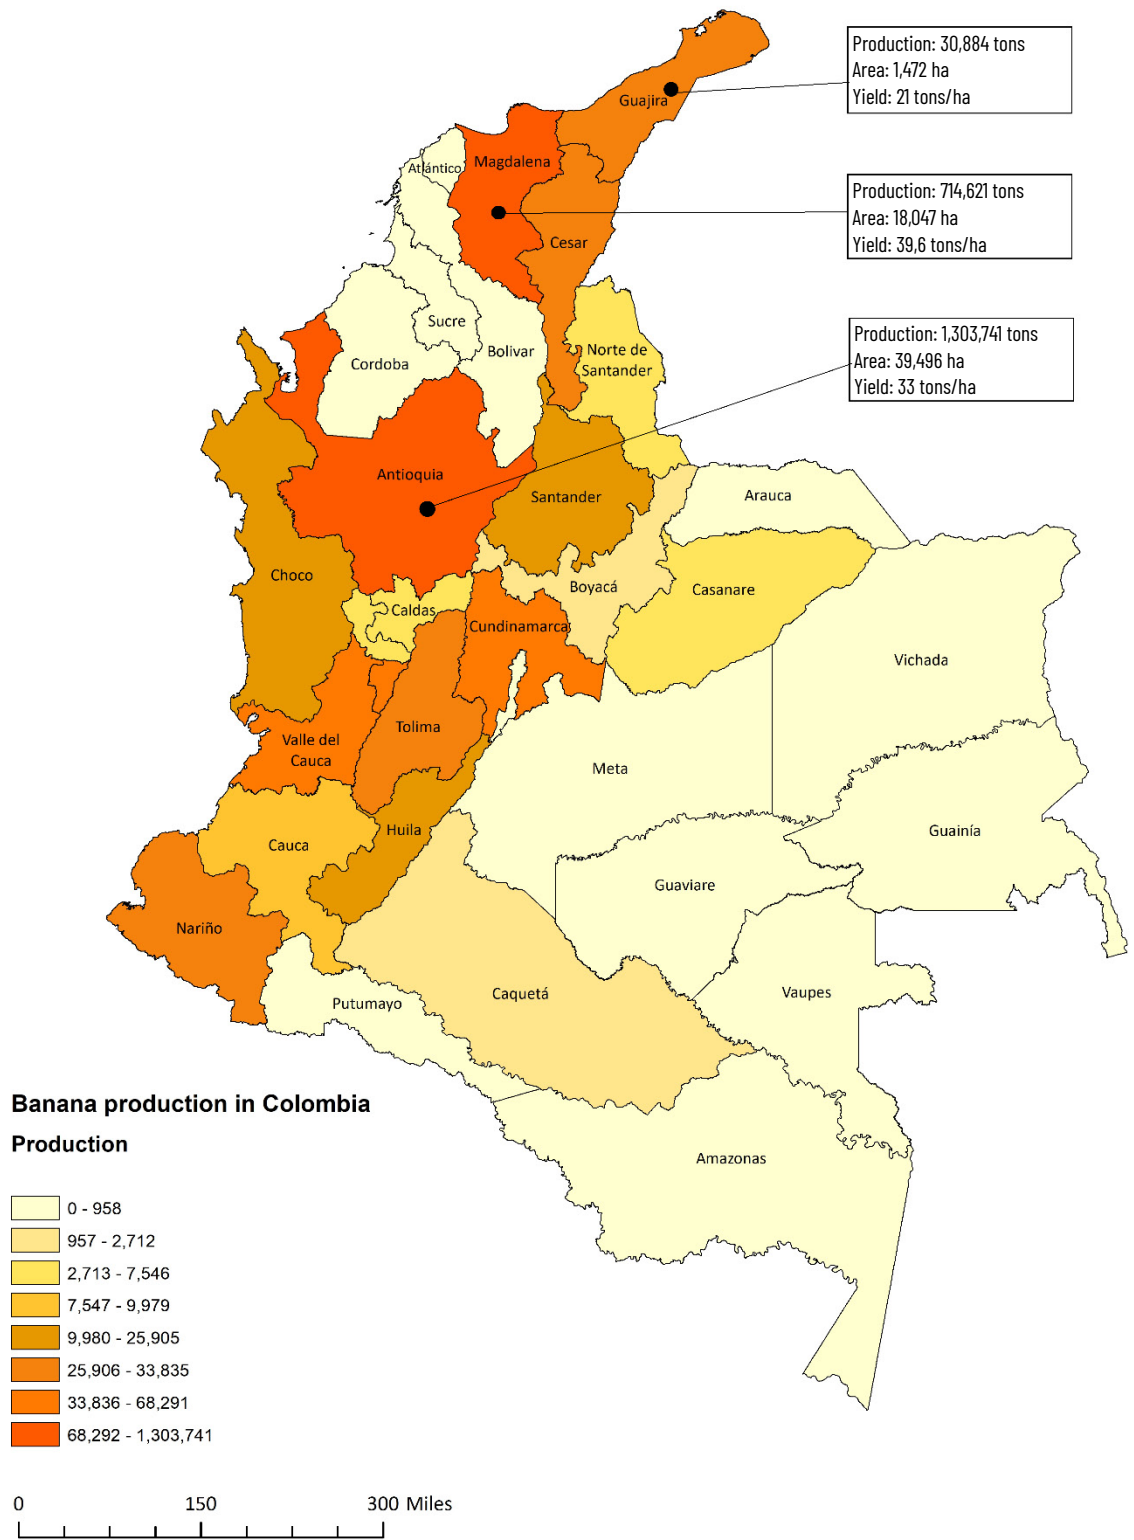 Production: 30,884 tons
Area: 1,472 ha
Yield: 21 tons/ha
Guajira
Atlántico
Magdalena
Production: 714,621 tons
Area: 18,047 ha
Yield: 39,6 tons/ha
Cesar
Sucre
Bolivar
Cordoba
Norte de
Santander
Production: 1,303,741 tons
Area: 39,496 ha
Yield: 33 tons/ha
Antioquia
Santander
Arauca
Choco
Boyacá
Casanare
Caldas
Cundinamarca
Vichada
Tolima
Valle del
Cauca
Meta
Huila
Cauca
Guainía
Guaviare
Nariño
Caquetá
Vaupes
Putumayo
Amazonas
Banana production in Colombia
Production
0 - 958
957 - 2,712
2,713 - 7,546
7,547 - 9,979
9,980 - 25,905
25,906 - 33,835
33,836 - 68,291
68,292 - 1,303,741
0 150 300 Miles